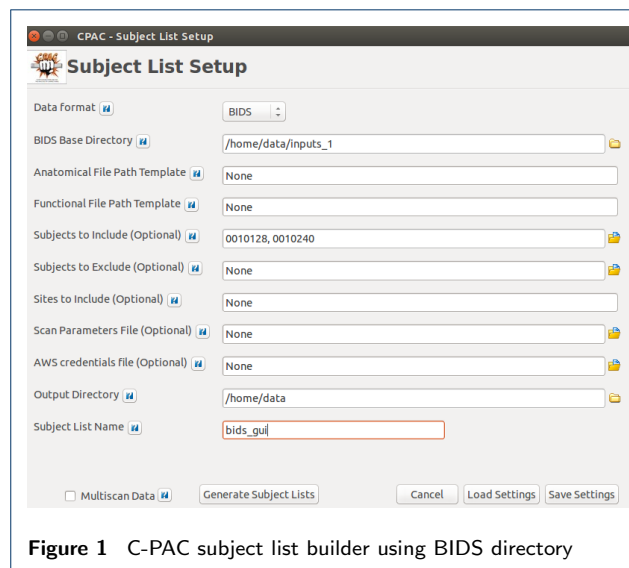 CPAC - Subject List Setup
Subject List Setup
Data format
BIDS
BIDS Base Directory
/home/data/inputs_1
Anatomical File Path Template
None
Functional File Path Template
None
Subjects to Include (Optional)
0010128, 0010240
Subjects to Exclude (Optional)
None
Sites to Include (Optional)
None
Scan Parameters File (Optional)
None
AWS credentials file (Optional)
None
Output Directory
/home/data
Subject List Name
bids_gui
Multiscan Data
Generate Subject Lists
Cancel
Load Settings
Save Settings
Figure 1 C-PAC subject list builder using BIDS directory